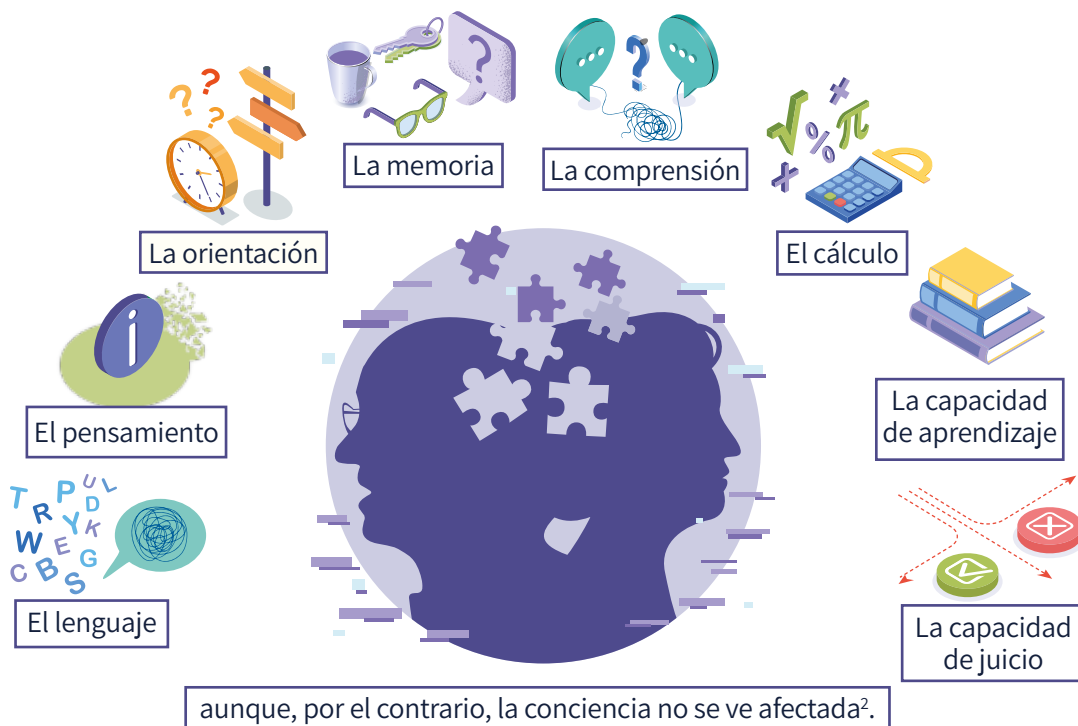 La memoria
La comprensión
La orientación
El cálculo
El pensamiento
La capacidad
de aprendizaje
T R P U L D W E Y K C B S G
El lenguaje
La capacidad
de juicio
aunque, por el contrario, la conciencia no se ve afectada².